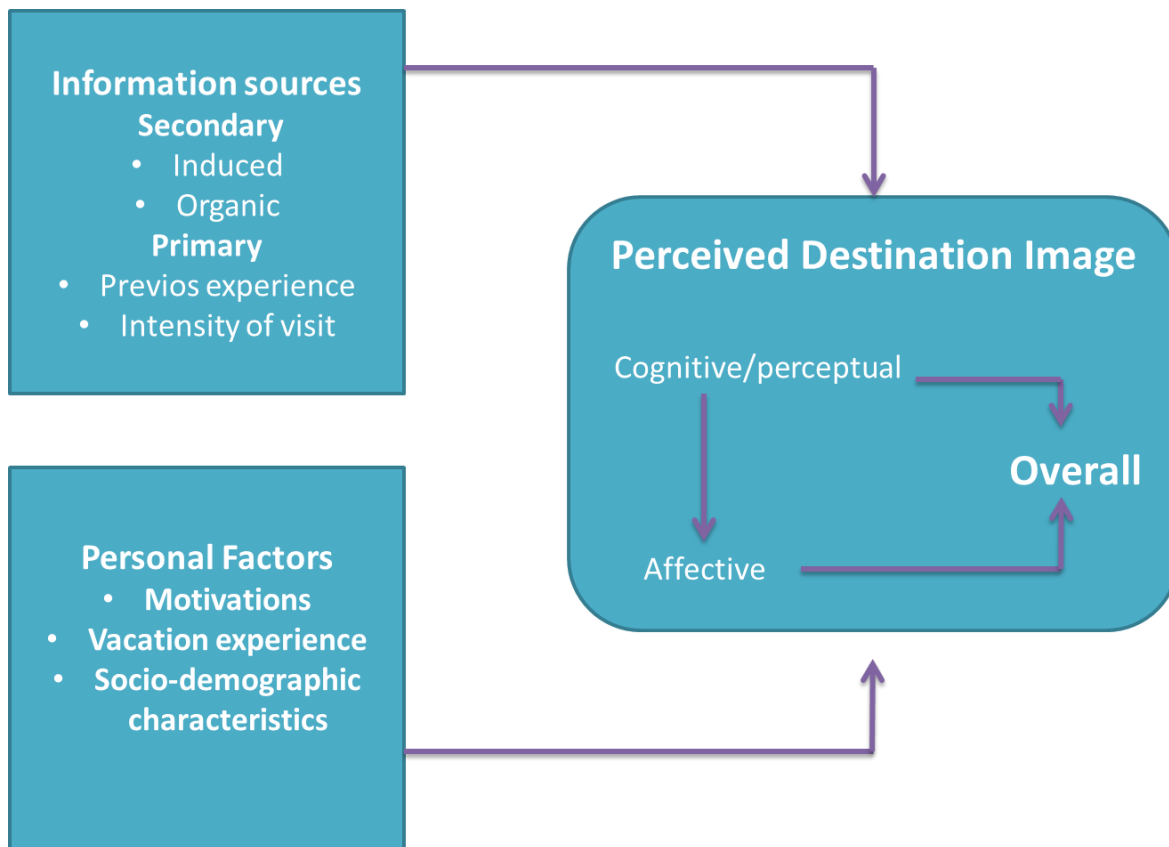 Information sources
Secondary
• Induced
• Organic
Primary
• Previos experience
• Intensity of visit
Personal Factors
• Motivations
• Vacation experience
• Socio-demographic
characteristics
Perceived Destination Image
Cognitive/perceptual
Overall
Affective